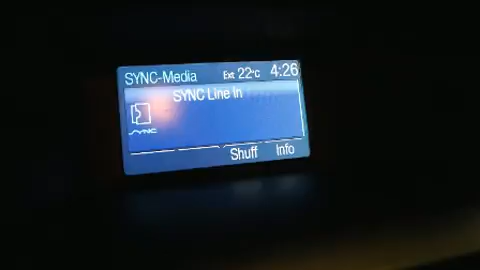 SYNC-Media Ext 22°C 4:26
SYNC Line In
SYNC
Shuff Info